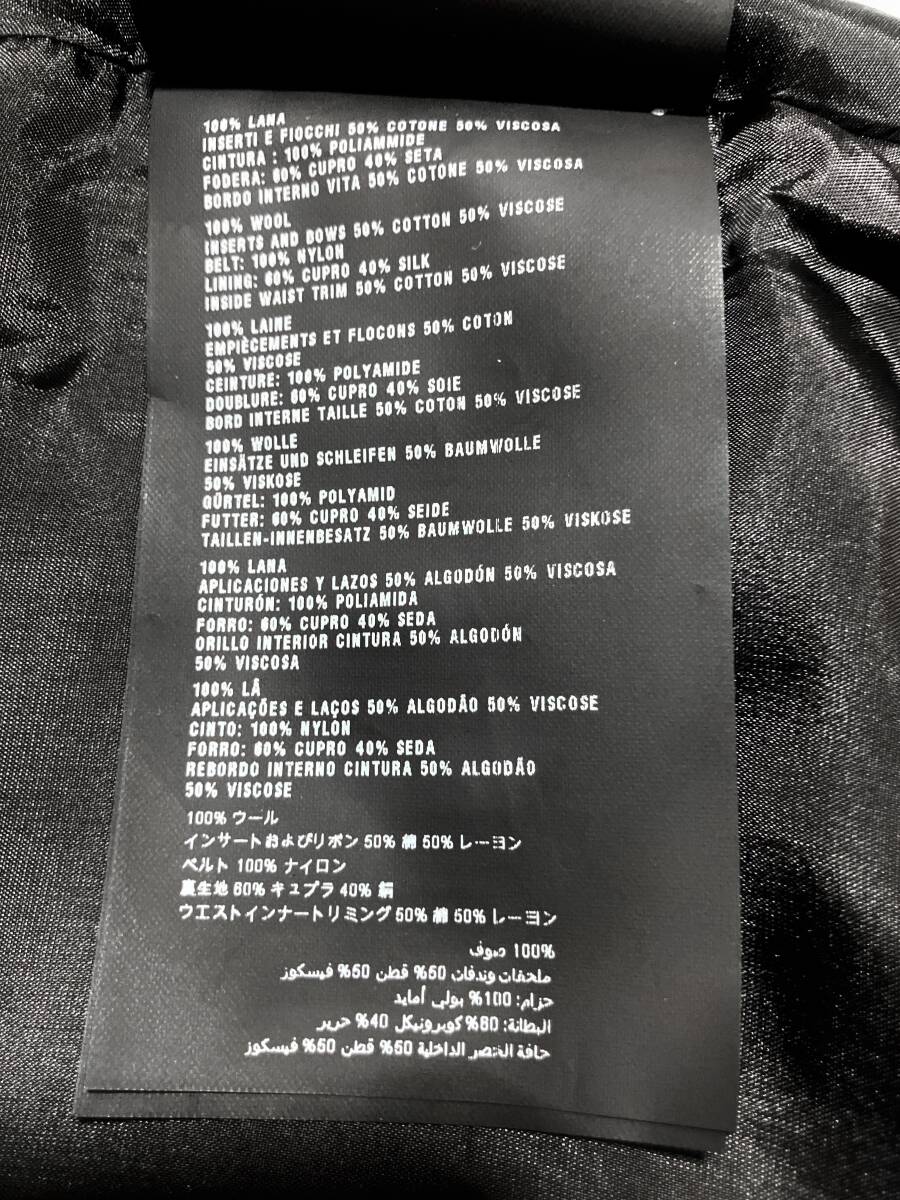 100% LANA
INSERTI E FIOCCHI 50% COTONE 50% VISCOSA
CINTURA : 100% POLIAMMIDE
FODERA: 60% CUPRO 40% SETA
BORDO INTERNO VITA 50% COTONE 50% VISCOSA
100% WOOL
INSERTS AND BOWS 50% COTTON 50% VISCOSE
BELT: 100% NYLON
LINING: 60% CUPRO 40% SILK
INSIDE WAIST TRIM 50% COTTON 50% VISCOSE
100% LAINE
EMPIÈCEMENTS ET FLOCONS 50% COTON
50% VISCOSE
CEINTURE: 100% POLYAMIDE
DOUBLURE: 60% CUPRO 40% SOIE
BORD INTERNE TAILLE 50% COTON 50% VISCOSE
100% WOLLE
EINSÄTZE UND SCHLEIFEN 50% BAUMWOLLE
50% VISKOSE
GÜRTEL: 100% POLYAMID
FUTTER: 60% CUPRO 40% SEIDE
TAILLEN-INNENBESATZ 50% BAUMWOLLE 50% VISKOSE
100% LANA
APLICACIONES Y LAZOS 50% ALGODÓN 50% VISCOSA
CINTURÓN: 100% POLIAMIDA
FORRO: 60% CUPRO 40% SEDA
ORILLO INTERIOR CINTURA 50% ALGODÓN
50% VISCOSA
100% LÃ
APLICAÇÕES E LAÇOS 50% ALGODÃO 50% VISCOSE
CINTO: 100% NYLON
FORRO: 60% CUPRO 40% SEDA
REBORDO INTERNO CINTURA 50% ALGODÃO
50% VISCOSE
100% ウール
インサートおよびリボン 50% 綿 50% レーヨン
ベルト 100% ナイロン
裏生地 60% キュプラ 40% 絹
ウエストインナートリミング 50% 綿 50% レーヨン
100% صوف
ملحقات وندفات 50% قطن 50% فيسكوز
حزام: 100% بولي أمايد
البطانة: 60% كوبرونيكل 40% حرير
حافة الخصر الداخلية 50% قطن 50% فيسكوز